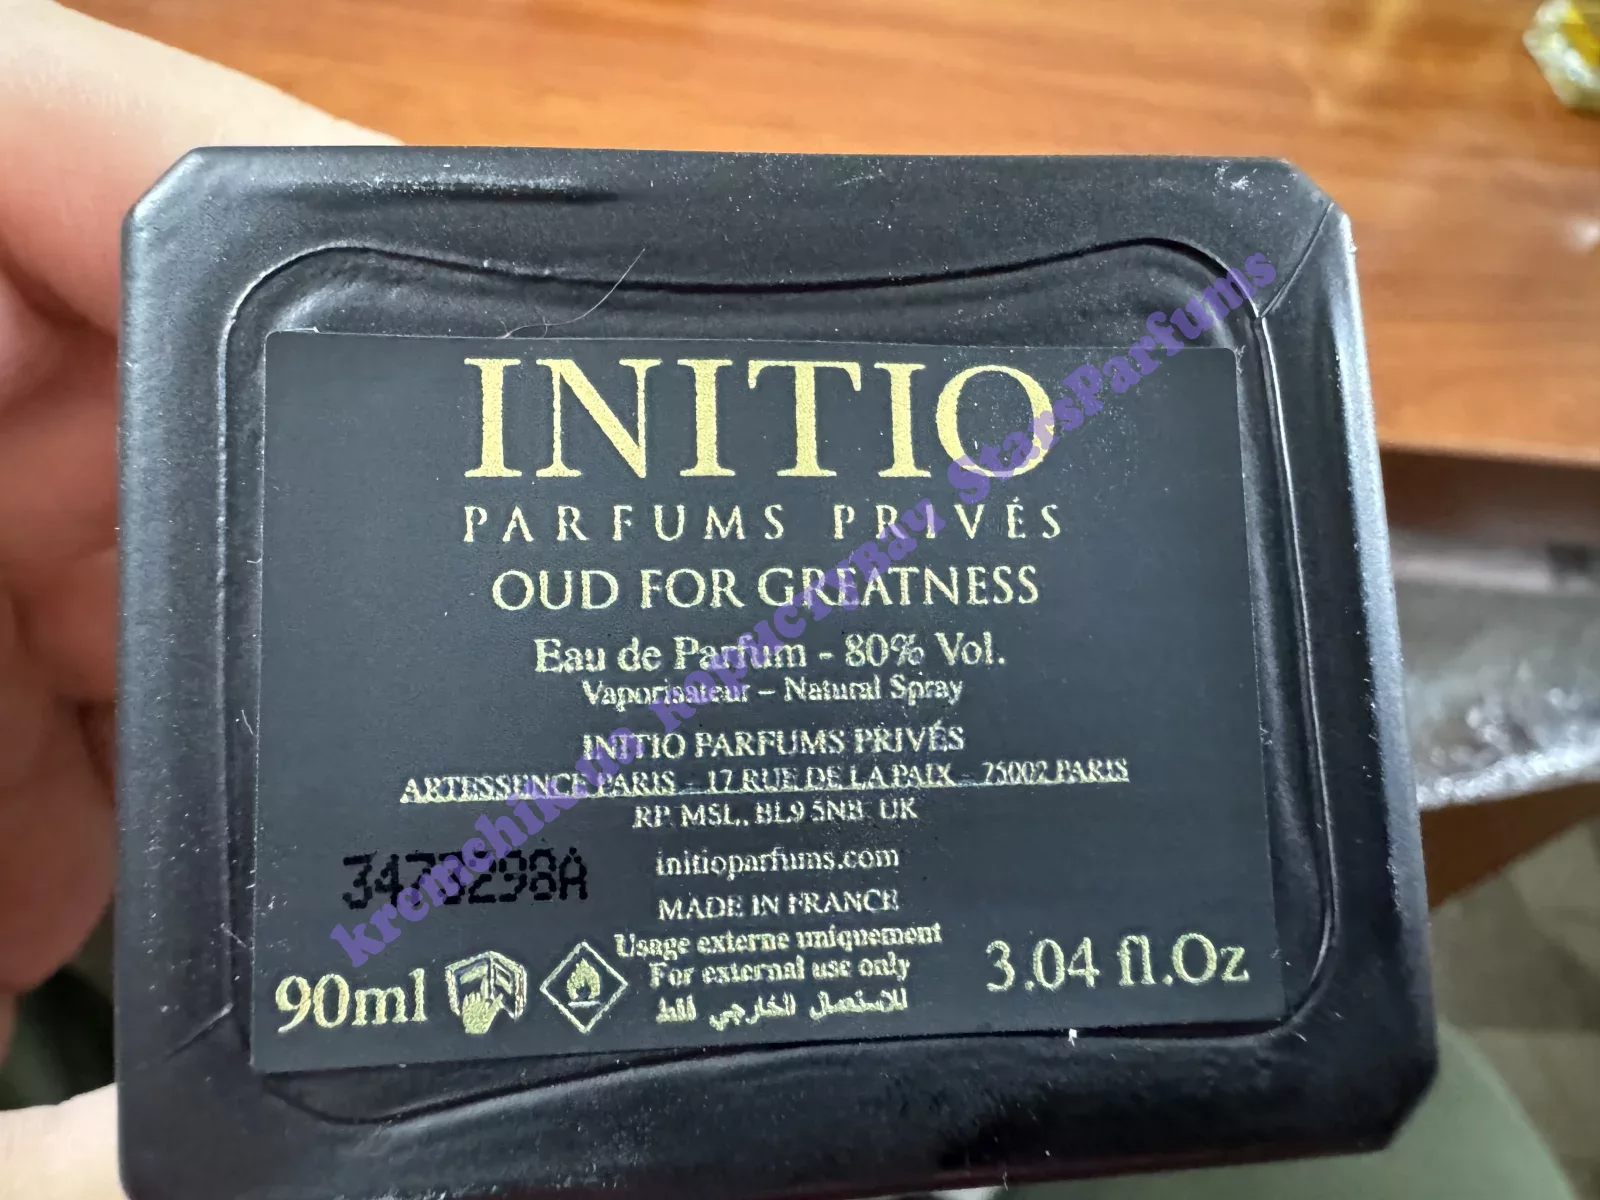 INITIO
PARFUMS PRIVÉS
OUD FOR GREATNESS
Eau de Parfum - 80% Vol.
Vaporisateur – Natural Spray
INITIO PARFUMS PRIVÉS
ARTESSENCE PARIS - 17 RUE DE LA PAIX - 75002 PARIS
RP. MSL, BL9 5NB UK
initioparfums.com
3473298A
MADE IN FRANCE
Usage externe uniquement
For external use only
للاستعمال الخارجي فقط
90ml
3.04 fl.Oz
StarsParfums